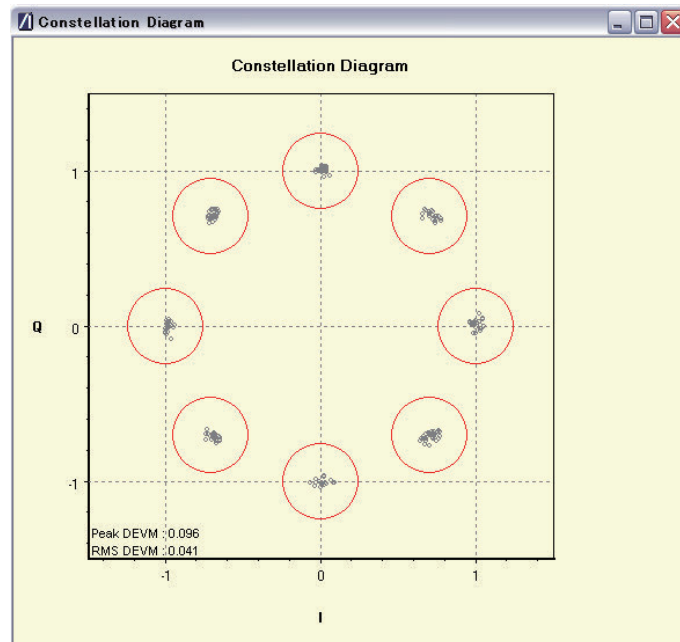 Constellation Diagram
Constellation Diagram
1
Q
0
-1
Peak DEVM : 0.096
RMS DEVM : 0.041
-1 0 1
I